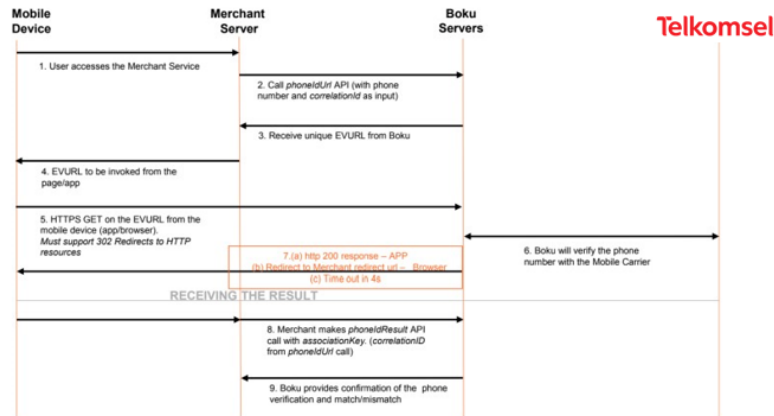 Mobile
Device
Merchant
Server
Boku
Servers
Telkomsel
1. User accesses the Merchant Service
2. Call phoneIdUrl API (with phone
number and correlationId as input)
3. Receive unique EVURL from Boku
4. EVURL to be invoked from the
page/app
5. HTTPS GET on the EVURL from the
mobile device (app/browser).
Must support 302 Redirects to HTTP
resources
6. Boku will verify the phone
number with the Mobile Carrier
7.(a) http 200 response – APP
(b) Redirect to Merchant redirect url – Browser
(c) Time out in 4s
RECEIVING THE RESULT
8. Merchant makes phoneIdResult API
call with associationKey. (correlationID
from phoneIdUrl call)
9. Boku provides confirmation of the phone
verification and match/mismatch